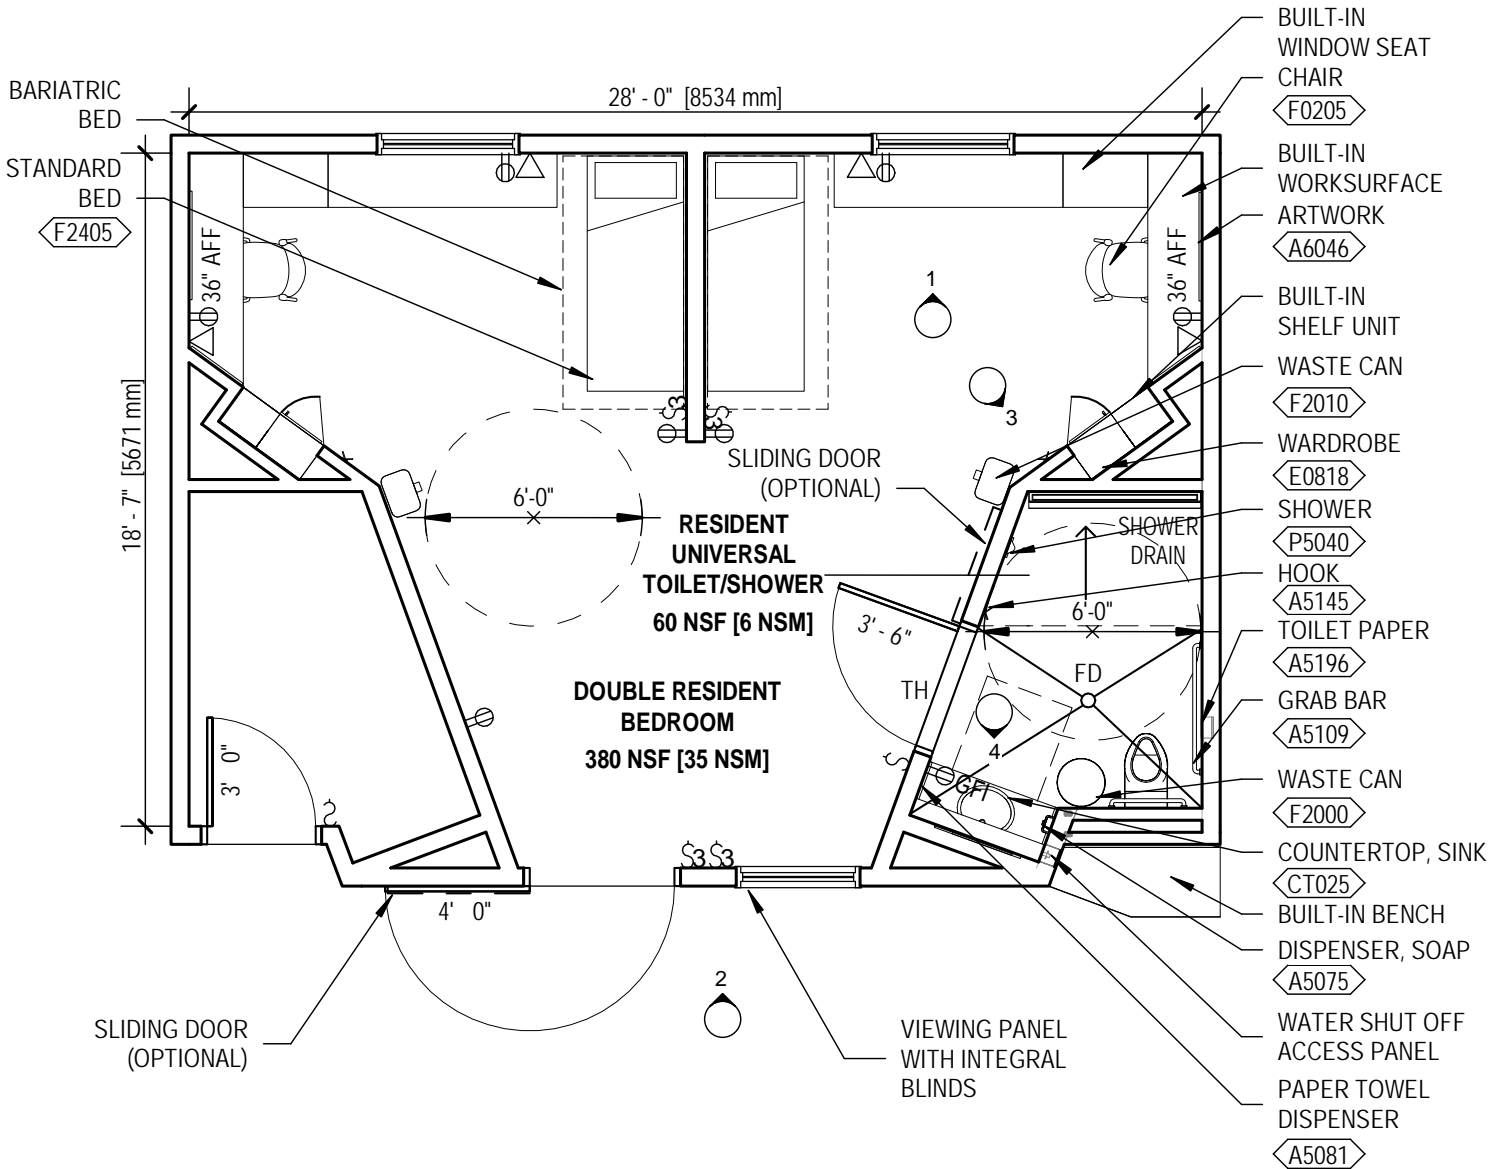 BARIATRIC
BED
STANDARD
BED
F2405
28' - 0" [8534 mm]
18' - 7" [5671 mm]
36" AFF
36" AFF
1
3
S3
S3
6'-0"
SLIDING DOOR
(OPTIONAL)
RESIDENT
UNIVERSAL
TOILET/SHOWER
60 NSF [6 NSM]
DOUBLE RESIDENT
BEDROOM
380 NSF [35 NSM]
SHOWER
DRAIN
6'-0"
3' - 6"
TH
FD
4
S
GFI
3' 0"
S
S3 S3
4' 0"
2
SLIDING DOOR
(OPTIONAL)
VIEWING PANEL
WITH INTEGRAL
BLINDS
BUILT-IN
WINDOW SEAT
CHAIR
F0205
BUILT-IN
WORKSURFACE
ARTWORK
A6046
BUILT-IN
SHELF UNIT
WASTE CAN
F2010
WARDROBE
E0818
SHOWER
P5040
HOOK
A5145
TOILET PAPER
A5196
GRAB BAR
A5109
WASTE CAN
F2000
COUNTERTOP, SINK
CT025
BUILT-IN BENCH
DISPENSER, SOAP
A5075
WATER SHUT OFF
ACCESS PANEL
PAPER TOWEL
DISPENSER
A5081